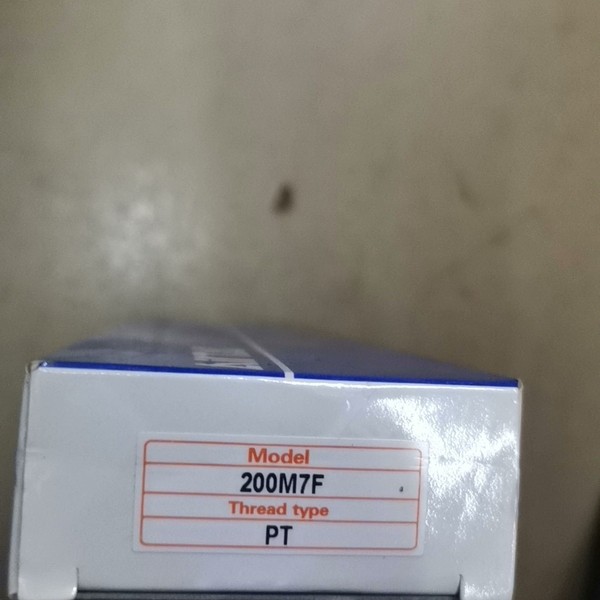 Model
200M7F
Thread type
PT